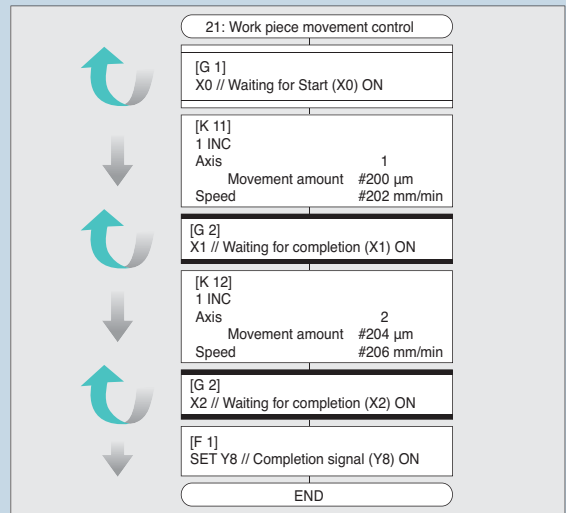 21: Work piece movement control
[G 1]
X0 // Waiting for Start (X0) ON
[K 11]
1 INC
Axis 1
Movement amount #200 µm
Speed #202 mm/min
[G 2]
X1 // Waiting for completion (X1) ON
[K 12]
1 INC
Axis 2
Movement amount #204 µm
Speed #206 mm/min
[G 2]
X2 // Waiting for completion (X2) ON
[F 1]
SET Y8 // Completion signal (Y8) ON
END